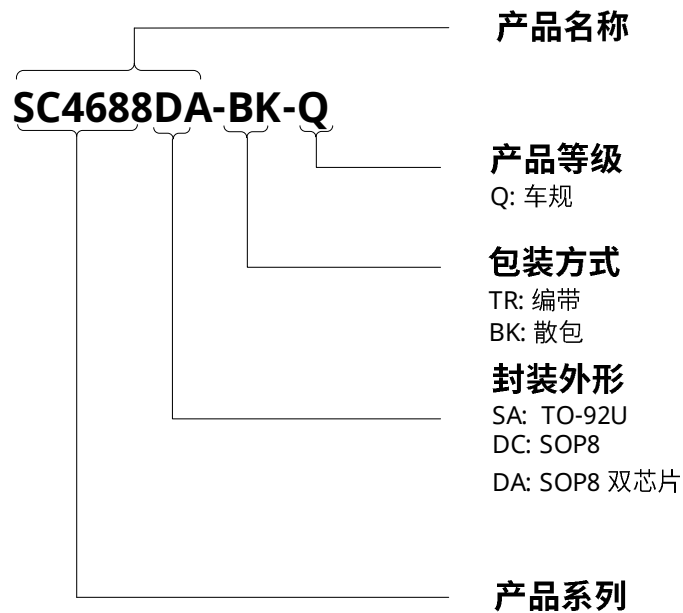 产品名称
SC4688DA-BK-Q
产品等级
Q: 车规
包装方式
TR: 编带
BK: 散包
封装外形
SA: TO-92U
DC: SOP8
DA: SOP8 双芯片
产品系列